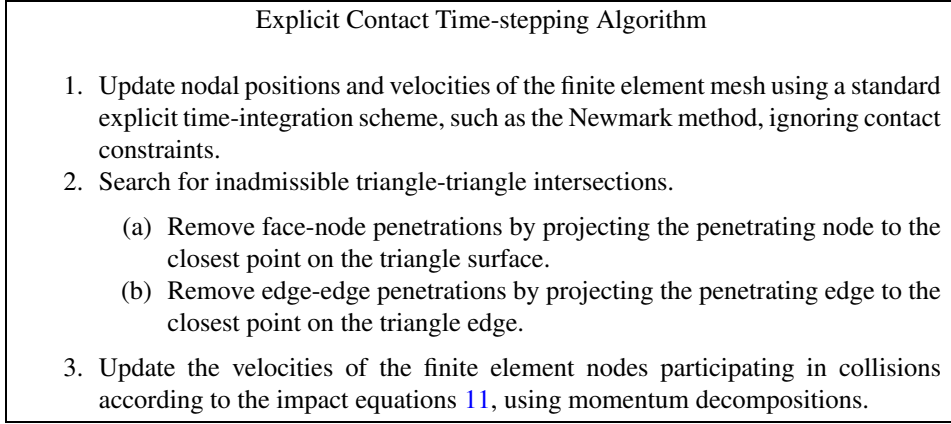 Explicit Contact Time-stepping Algorithm
1. Update nodal positions and velocities of the finite element mesh using a standard
explicit time-integration scheme, such as the Newmark method, ignoring contact
constraints.
2. Search for inadmissible triangle-triangle intersections.
(a) Remove face-node penetrations by projecting the penetrating node to the
closest point on the triangle surface.
(b) Remove edge-edge penetrations by projecting the penetrating edge to the
closest point on the triangle edge.
3. Update the velocities of the finite element nodes participating in collisions
according to the impact equations 11, using momentum decompositions.